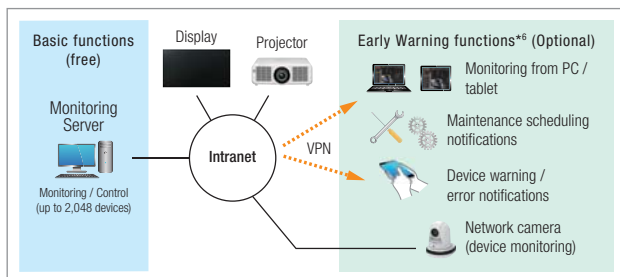 Basic functions
(free)
Monitoring
Server
Monitoring / Control
(up to 2,048 devices)
Display
Projector
Intranet
VPN
Early Warning functions*6 (Optional)
Monitoring from PC /
tablet
Maintenance scheduling
notifications
Device warning /
error notifications
Network camera
(device monitoring)